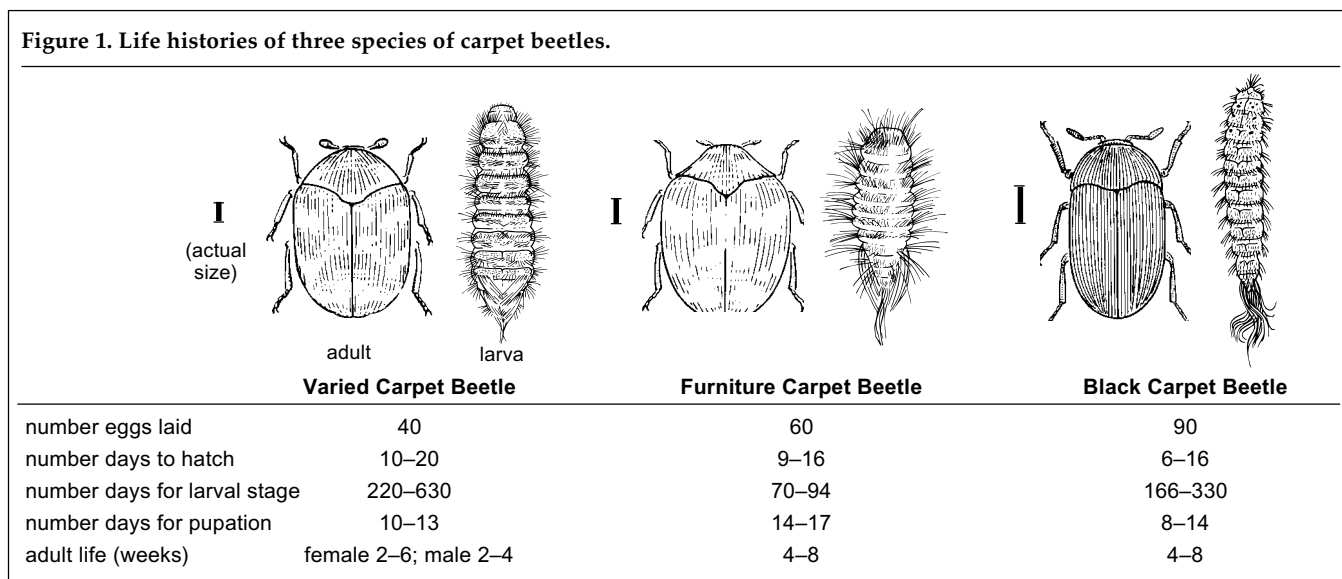 Figure 1. Life histories of three species of carpet beetles.
(actual
size)
adult larva
Varied Carpet Beetle Furniture Carpet Beetle Black Carpet Beetle
number eggs laid 40 60 90
number days to hatch 10–20 9–16 6–16
number days for larval stage 220–630 70–94 166–330
number days for pupation 10–13 14–17 8–14
adult life (weeks) female 2–6; male 2–4 4–8 4–8